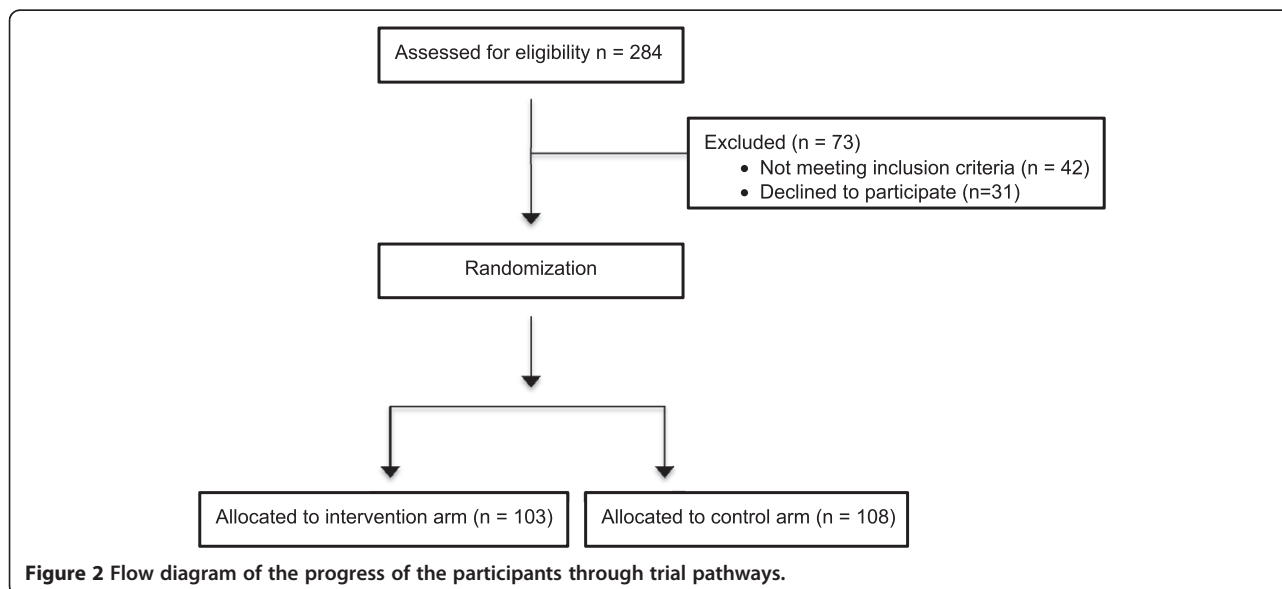 Assessed for eligibility n = 284
Excluded (n = 73)
• Not meeting inclusion criteria (n = 42)
• Declined to participate (n=31)
Randomization
Allocated to intervention arm (n = 103)
Allocated to control arm (n = 108)
Figure 2 Flow diagram of the progress of the participants through trial pathways.